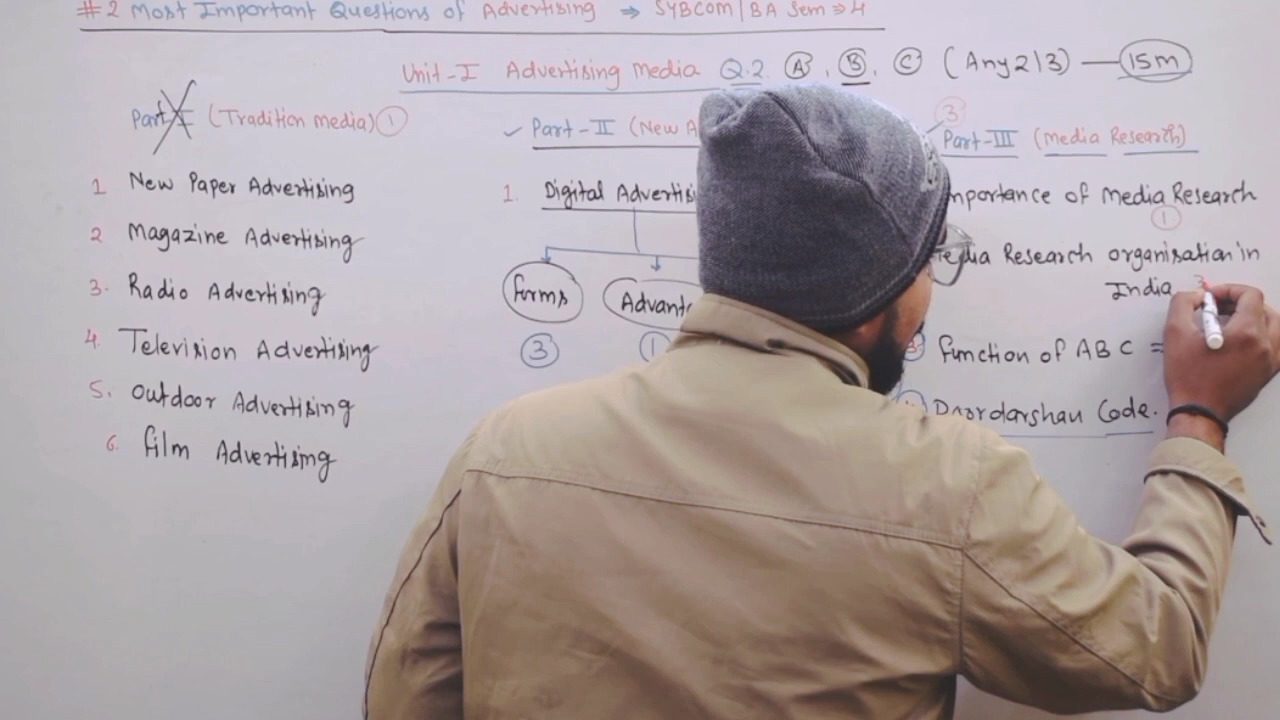 #2 Most Important Questions of Advertising ⇒ SYBCOM/BA Sem ⇒ 4
Unit-I Advertising Media Q.2. A, B, C (Any 2/3) — 15m
Part-I (Tradition media) 1
1 New Paper Advertising
2 Magazine Advertising
3. Radio Advertising
4. Television Advertising
5. outdoor Advertising
6. film Advertising
✓ Part-II (New A
1. Digital Advertisi
forms
Advant
3
1
3
Part-III (Media Research)
mportance of Media Research
1
edia Research organisation in
India
function of ABC =
Doordarshan Code.